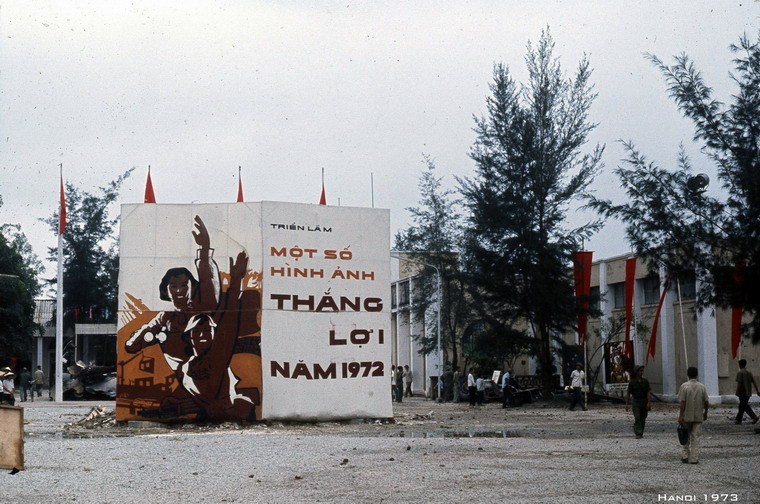 TRIỂN LÃM
MỘT SỐ
HÌNH ẢNH
THẮNG
LỢI
NĂM 1972
HANOI 1973